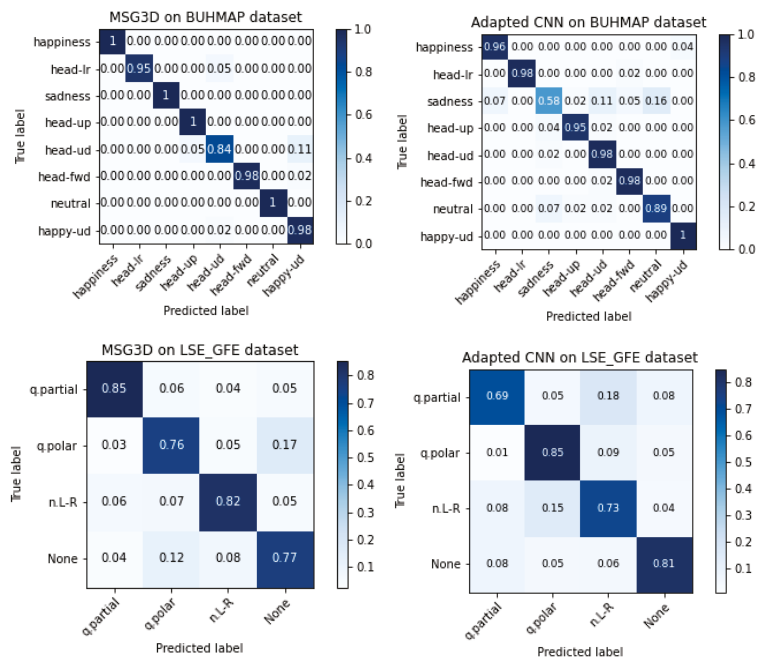 MSG3D on BUHMAP dataset
True label
happiness 1 0.00 0.00 0.00 0.00 0.00 0.00 0.00
head-lr 0.00 0.95 0.00 0.00 0.05 0.00 0.00 0.00
sadness 0.00 0.00 1 0.00 0.00 0.00 0.00 0.00
head-up 0.00 0.00 0.00 1 0.00 0.00 0.00 0.00
head-ud 0.00 0.00 0.00 0.05 0.84 0.00 0.00 0.11
head-fwd 0.00 0.00 0.00 0.00 0.00 0.98 0.00 0.02
neutral 0.00 0.00 0.00 0.00 0.00 0.00 1 0.00
happy-ud 0.00 0.00 0.00 0.00 0.02 0.00 0.00 0.98
happiness head-lr sadness head-up head-ud head-fwd neutral happy-ud
Predicted label
1.0
0.8
0.6
0.4
0.2
0.0
Adapted CNN on BUHMAP dataset
True label
happiness 0.96 0.00 0.00 0.00 0.00 0.00 0.00 0.04
head-lr 0.00 0.98 0.00 0.00 0.00 0.02 0.00 0.00
sadness 0.07 0.00 0.58 0.02 0.11 0.05 0.16 0.00
head-up 0.00 0.00 0.04 0.95 0.02 0.00 0.00 0.00
head-ud 0.00 0.00 0.00 0.02 0.98 0.00 0.00 0.00
head-fwd 0.00 0.00 0.00 0.00 0.02 0.98 0.00 0.00
neutral 0.00 0.00 0.07 0.02 0.02 0.00 0.89 0.00
happy-ud 0.00 0.00 0.00 0.00 0.00 0.00 0.00 1
happiness head-lr sadness head-up head-ud head-fwd neutral happy-ud
Predicted label
1.0
0.8
0.6
0.4
0.2
0.0
MSG3D on LSE_GFE dataset
True label
q.partial 0.85 0.06 0.04 0.05
q.polar 0.03 0.76 0.05 0.17
n.L-R 0.06 0.07 0.82 0.05
None 0.04 0.12 0.08 0.77
q.partial q.polar n.L-R None
Predicted label
0.8
0.7
0.6
0.5
0.4
0.3
0.2
0.1
Adapted CNN on LSE_GFE dataset
True label
q.partial 0.69 0.05 0.18 0.08
q.polar 0.01 0.85 0.09 0.05
n.L-R 0.08 0.15 0.73 0.04
None 0.08 0.05 0.06 0.81
q.partial q.polar n.L-R None
Predicted label
0.8
0.7
0.6
0.5
0.4
0.3
0.2
0.1